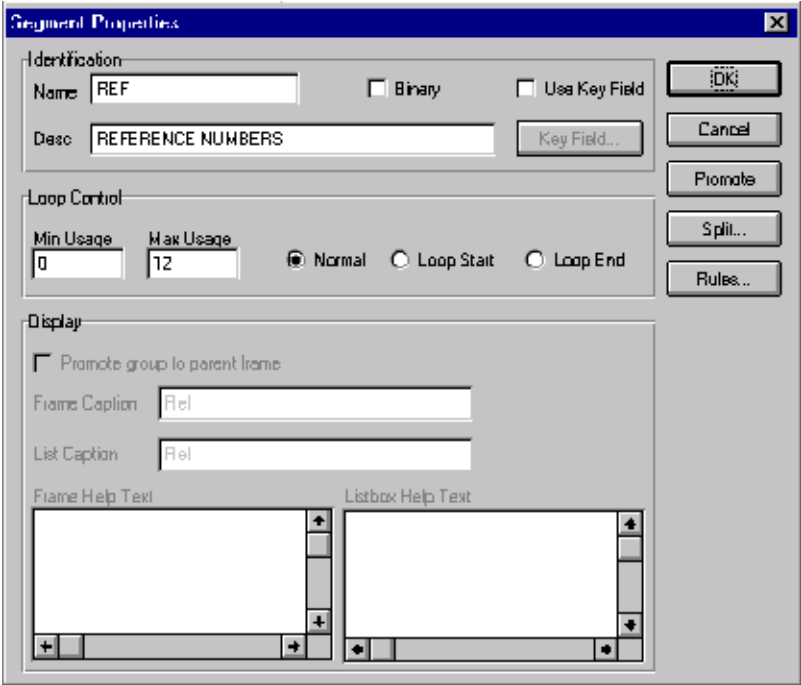 Segment Properties
Identification
Name REF Binary Use Key Field
Desc REFERENCE NUMBERS Key Field...
Loop Control
Min Usage Max Usage
0 12 Normal Loop Start Loop End
Display
Promote group to parent frame
Frame Caption Ref
List Caption Ref
Frame Help Text Listbox Help Text
OK
Cancel
Promote
Split...
Rules...